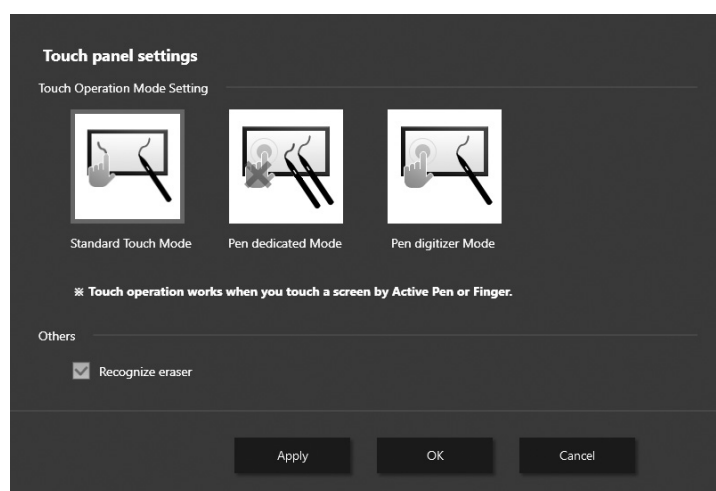 Touch panel settings
Touch Operation Mode Setting
Standard Touch Mode Pen dedicated Mode Pen digitizer Mode
※ Touch operation works when you touch a screen by Active Pen or Finger.
Others
Recognize eraser
Apply OK Cancel